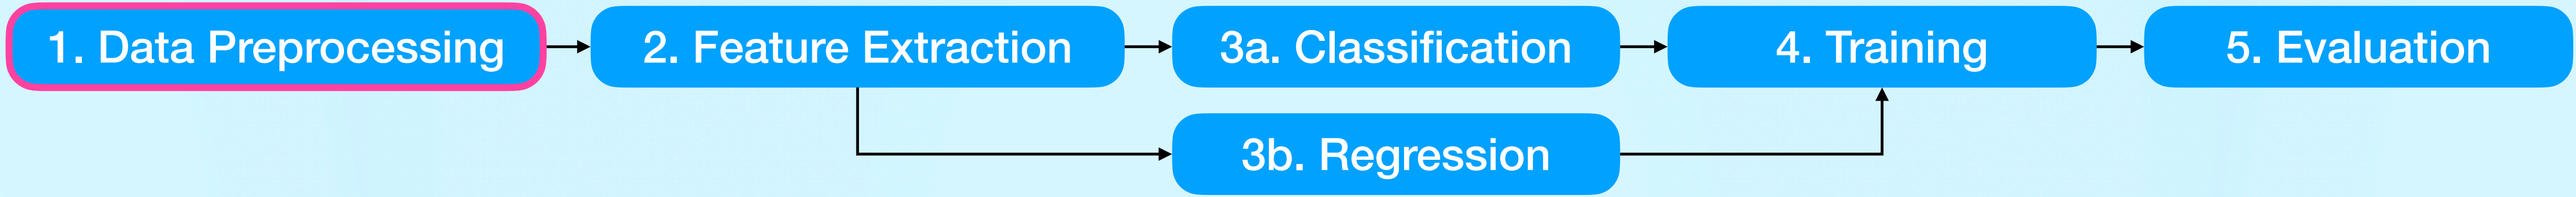 1. Data Preprocessing
2. Feature Extraction
3a. Classification
4. Training
5. Evaluation
3b. Regression